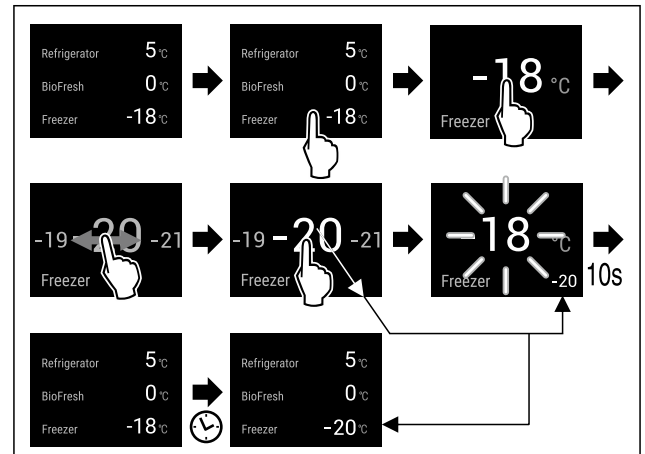 Refrigerator 5 °C
BioFresh 0 °C
Freezer -18 °C
Refrigerator 5 °C
BioFresh 0 °C
Freezer -18 °C
-18 °C
Freezer
-19 -20 -21
Freezer
-19 -20 -21
Freezer
-18 °C
Freezer -20
10s
Refrigerator 5 °C
BioFresh 0 °C
Freezer -18 °C
Refrigerator 5 °C
BioFresh 0 °C
Freezer -20 °C